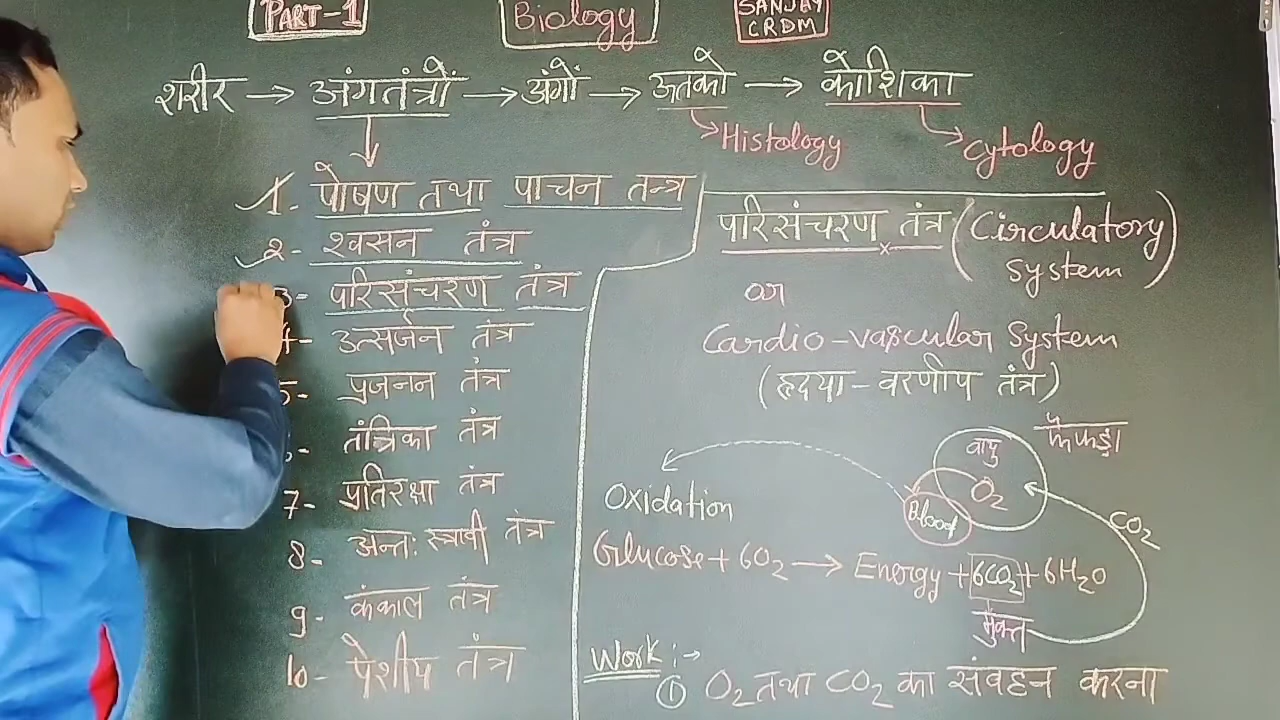 PART-1
Biology
SANJAY
CRDM
शरीर → अंगतंत्रों → अंगों → ऊतको → कोशिका
Histology
Cytology
1- पोषण तथा पाचन तन्त्र
2- श्वसन तंत्र
3- परिसंचरण तंत्र
4- उत्सर्जन तंत्र
5- प्रजनन तंत्र
तंत्रिका तंत्र
7- प्रतिरक्षा तंत्र
8- अन्तः स्त्रावी तंत्र
9- कंकाल तंत्र
10- पेशीय तंत्र
परिसंचरण तंत्र (Circulatory System)
or
Cardio-vascular System
(हृदया - वरणीय तंत्र)
फेफड़ा
वायु
O₂
Blood
CO₂
Oxidation
Glucose + 6O₂ → Energy + 6CO₂ + 6H₂O
मुक्त
Work :→
① O₂ तथा CO₂ का संवहन करना